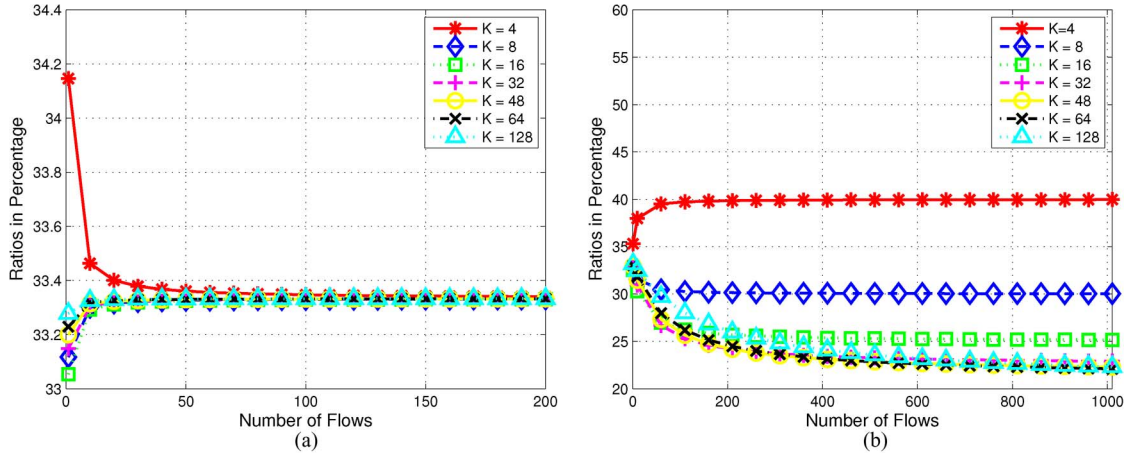 34.4
34.2
34
33.8
33.6
33.4
33.2
33
0
50
100
150
200
Ratios in Percentage
Number of Flows
K = 4
K = 8
K = 16
K = 32
K = 48
K = 64
K = 128
(a)
60
55
50
45
40
35
30
25
20
0
200
400
600
800
1000
Ratios in Percentage
Number of Flows
K=4
K = 8
K = 16
K = 32
K = 48
K = 64
K = 128
(b)